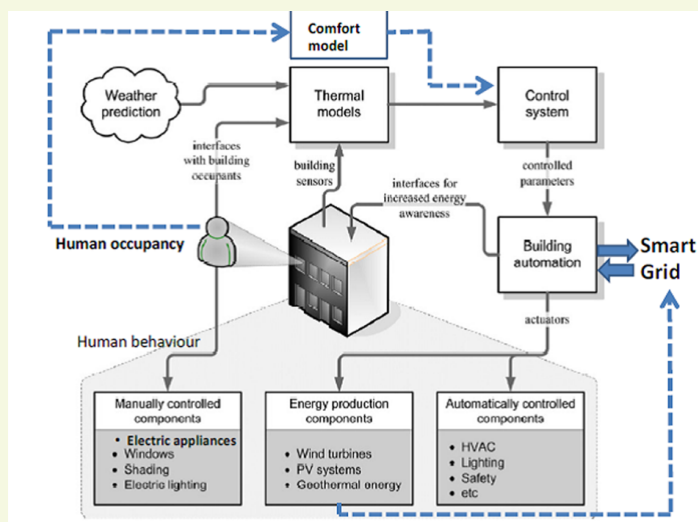 Comfort
model
Weather
prediction
Thermal
models
Control
system
interfaces
with building
occupants
building
sensors
interfaces for
increased energy
awareness
controlled
parameters
Human occupancy
Building
automation
Smart
Grid
actuators
Human behaviour
Manually controlled
components
• Electric appliances
• Windows
• Shading
• Electric lighting
Energy production
components
• Wind turbines
• PV systems
• Geothermal energy
Automatically controlled
components
• HVAC
• Lighting
• Safety
• etc